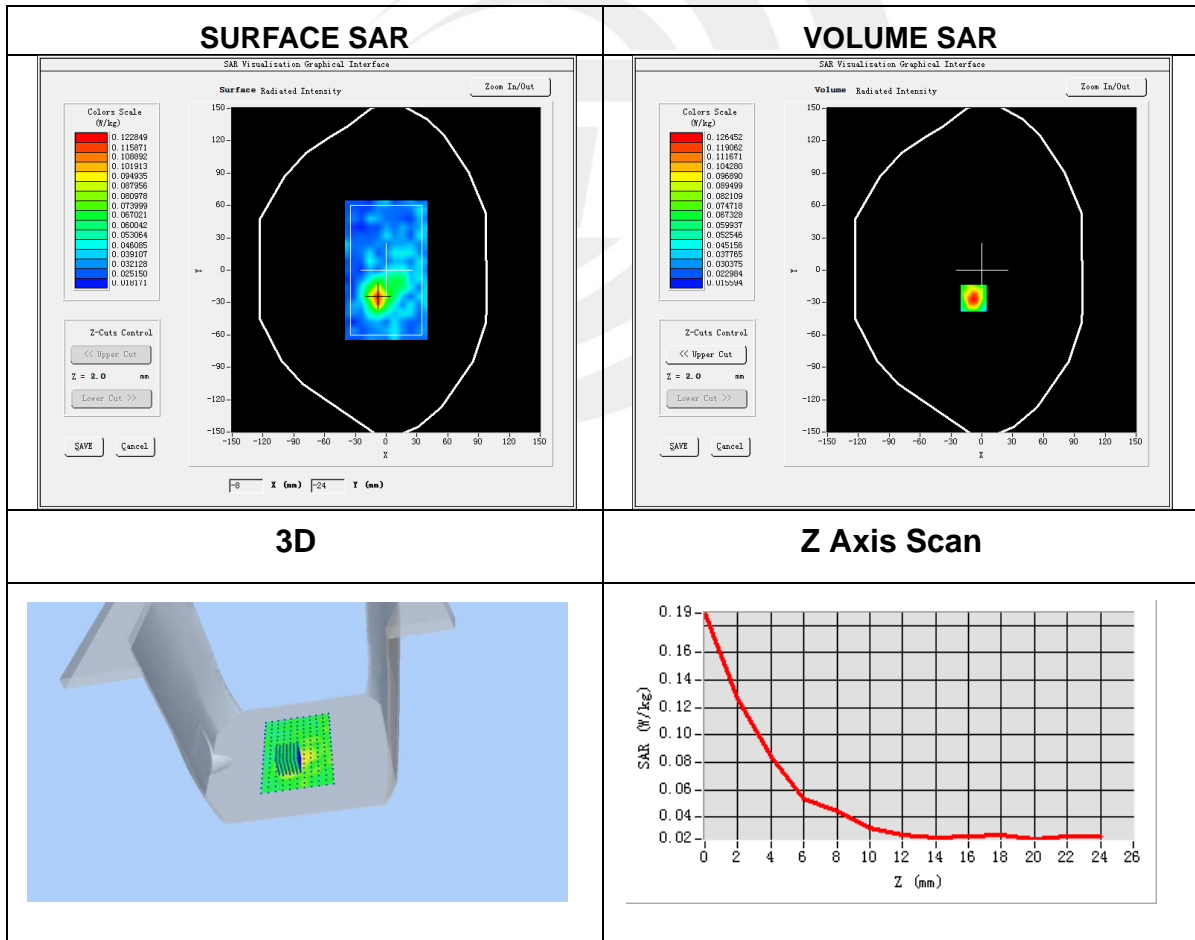 SURFACE SAR
VOLUME SAR
SAR Visualisation Graphical Interface
Surface Radiated Intensity
Zoom In/Out
Colors Scale
(W/kg)
0.122849
0.115871
0.108892
0.101913
0.094935
0.087956
0.080978
0.073999
0.067021
0.060042
0.053064
0.046085
0.039107
0.032128
0.025150
0.018171
150
120
90
60
30
0
-30
-60
-90
-120
-150
Y
-150 -120 -90 -60 -30 0 30 60 90 120 150
X
Z-Cuts Control
<< Upper Cut
Z = 2.0 mm
Lower Cut >>
SAVE Cancel
-8 X (mm) -24 Y (mm)
SAR Visualisation Graphical Interface
Volume Radiated Intensity
Zoom In/Out
Colors Scale
(W/kg)
0.126452
0.119062
0.111671
0.104280
0.096890
0.089499
0.082109
0.074718
0.067328
0.059937
0.052546
0.045156
0.037765
0.030375
0.022984
0.015594
150
120
90
60
30
0
-30
-60
-90
-120
-150
Y
-150 -120 -90 -60 -30 0 30 60 90 120 150
X
Z-Cuts Control
<< Upper Cut
Z = 2.0 mm
Lower Cut >>
SAVE Cancel
3D
Z Axis Scan
0.19
0.16
0.14
0.12
0.10
0.08
0.06
0.04
0.02
SAR (W/kg)
0 2 4 6 8 10 12 14 16 18 20 22 24 26
Z (mm)